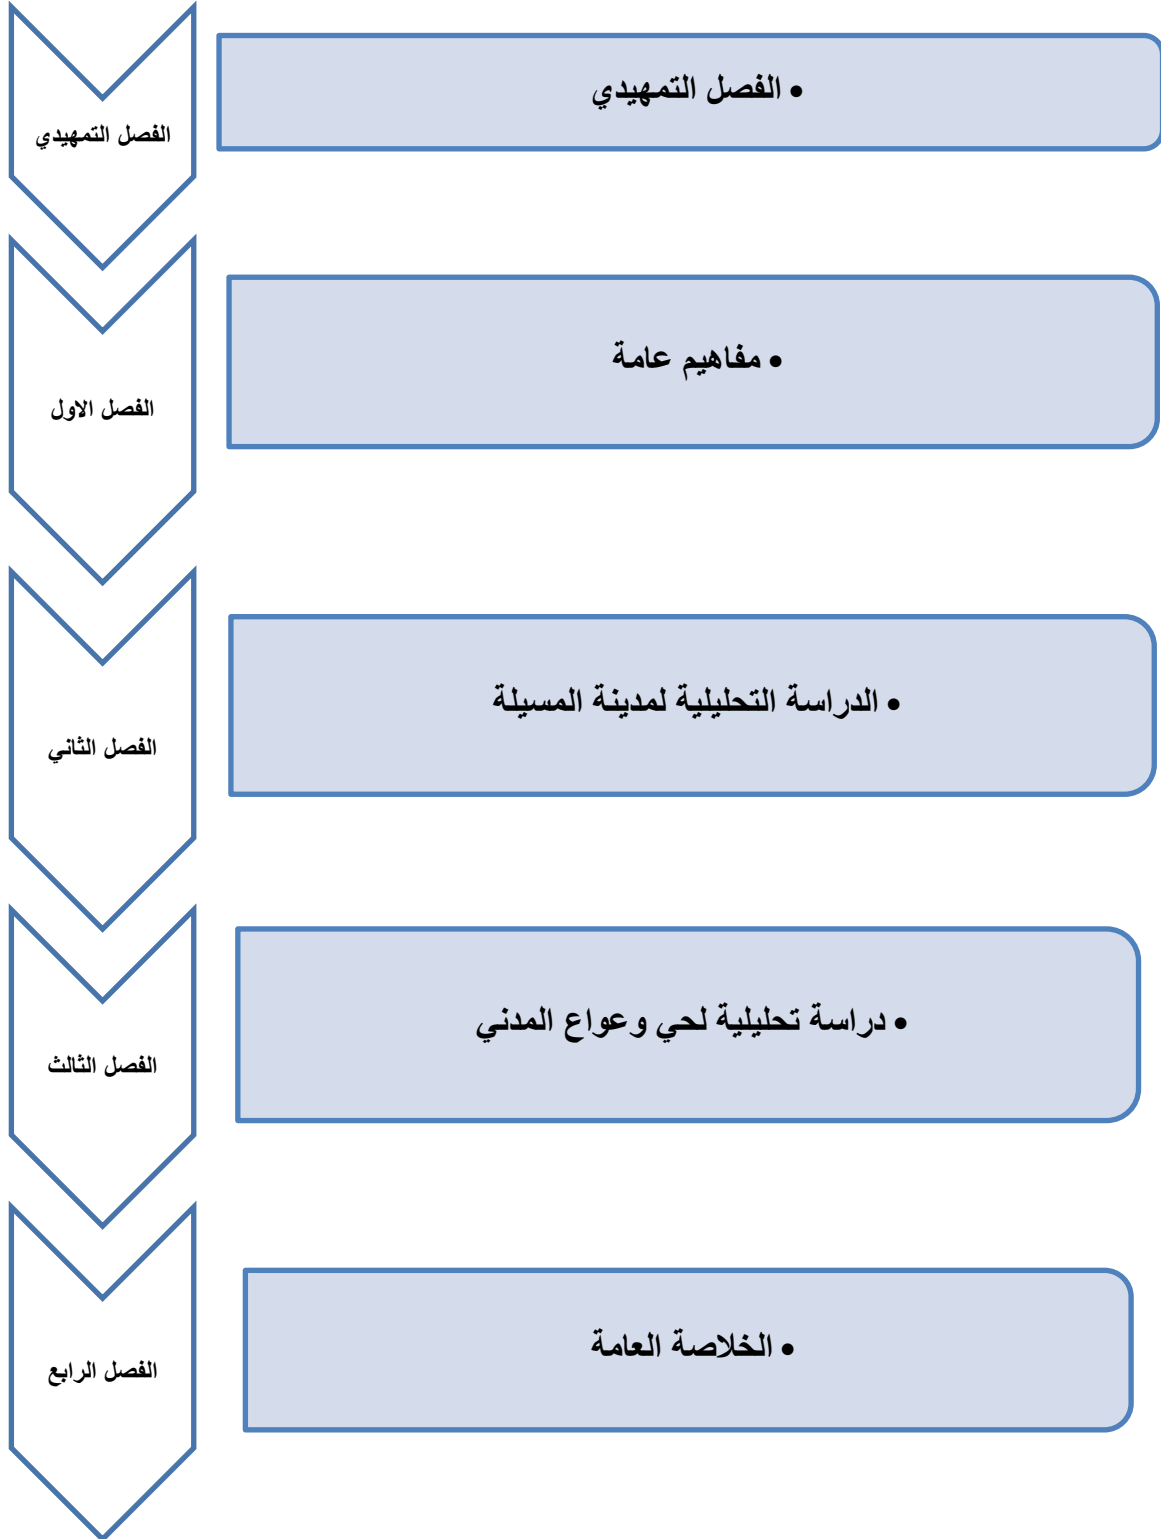 الفصل التمهيدي
• الفصل التمهيدي
الفصل الاول
• مفاهيم عامة
الفصل الثاني
• الدراسة التحليلية لمدينة المسيلة
الفصل الثالث
• دراسة تحليلية لحي وعواع المدني
الفصل الرابع
• الخلاصة العامة